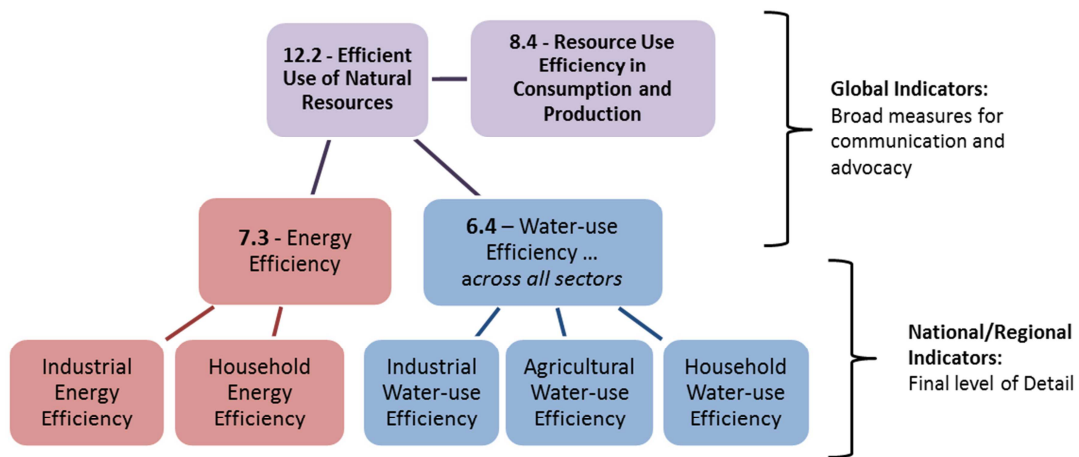 12.2 - Efficient
Use of Natural
Resources
8.4 - Resource Use
Efficiency in
Consumption and
Production
Global Indicators:
Broad measures for
communication and
advocacy
7.3 - Energy
Efficiency
6.4 – Water-use
Efficiency ...
across all sectors
National/Regional
Indicators:
Final level of Detail
Industrial
Energy
Efficiency
Household
Energy
Efficiency
Industrial
Water-use
Efficiency
Agricultural
Water-use
Efficiency
Household
Water-use
Efficiency